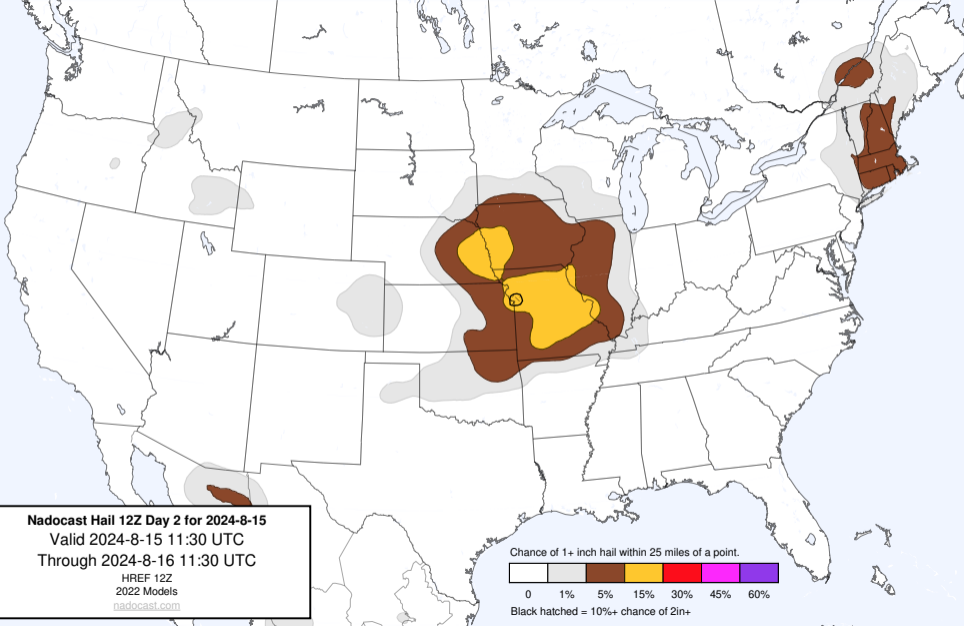 Nadocast Hail 12Z Day 2 for 2024-8-15
Valid 2024-8-15 11:30 UTC
Through 2024-8-16 11:30 UTC
HREF 12Z
2022 Models
nadocast.com
Chance of 1+ inch hail within 25 miles of a point.
0 1% 5% 15% 30% 45% 60%
Black hatched = 10%+ chance of 2in+